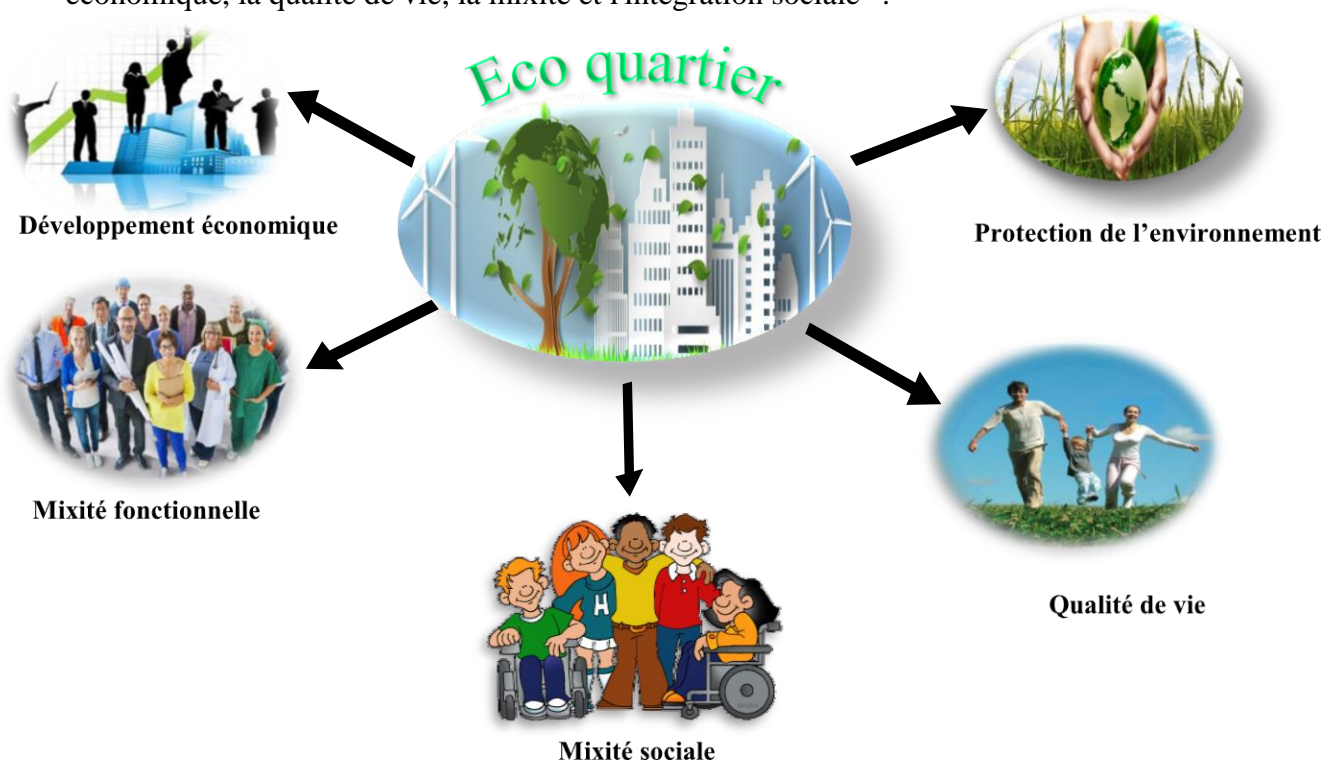 économique, la qualité de vie, la mixité et l'intégration sociale" .
Eco quartier
Développement économique
Protection de l'environnement
Mixité fonctionnelle
Qualité de vie
H
Mixité sociale